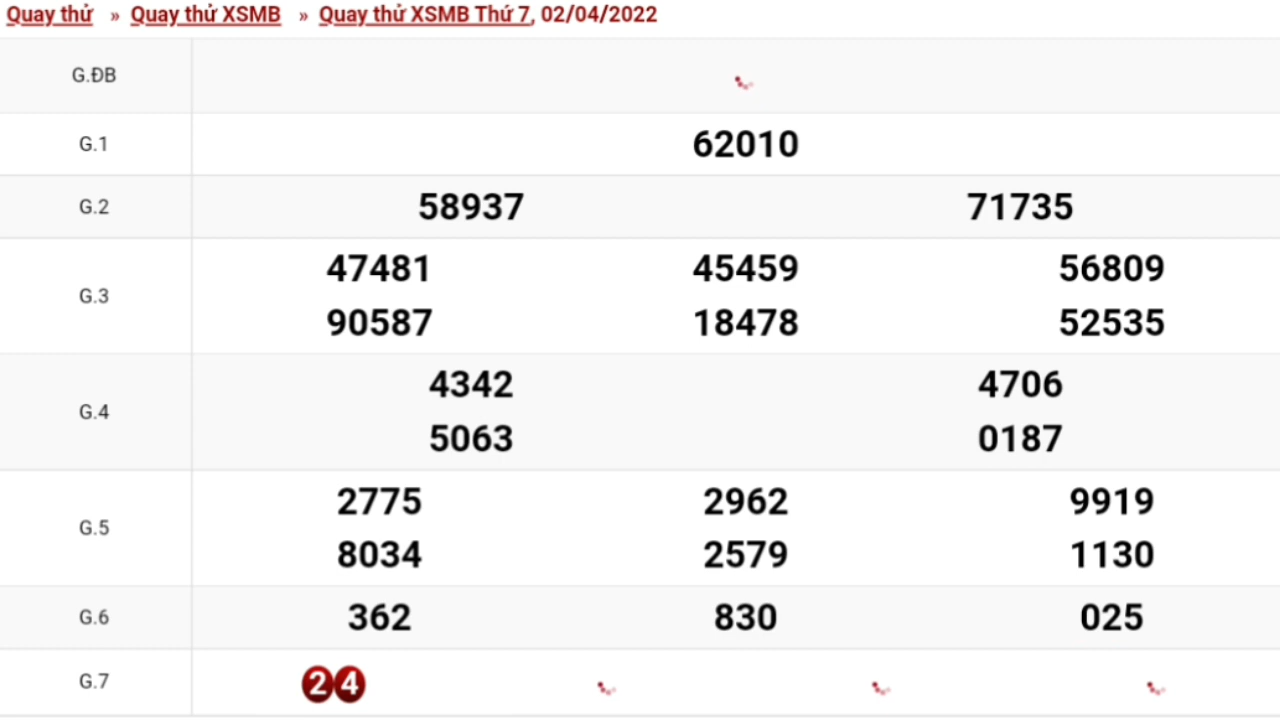 Quay thử » Quay thử XSMB » Quay thử XSMB Thứ 7, 02/04/2022
G.ĐB
G.1 62010
G.2 58937 71735
G.3 47481 45459 56809
90587 18478 52535
G.4 4342 4706
5063 0187
G.5 2775 2962 9919
8034 2579 1130
G.6 362 830 025
G.7 24